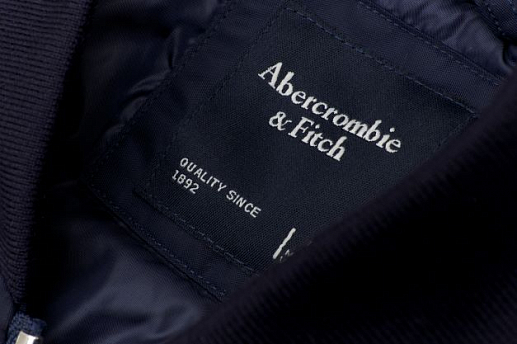 Abercrombie
& Fitch
QUALITY SINCE
1892